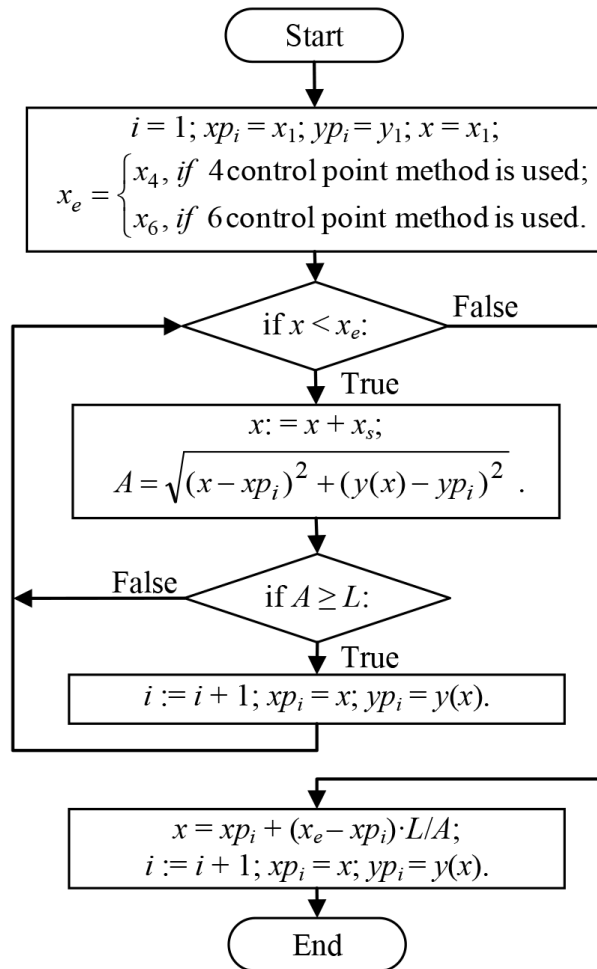 Start
i = 1; xp_i = x_1; yp_i = y_1; x = x_1;
x_e = { x_4, if 4 control point method is used;
x_6, if 6 control point method is used.
if x < x_e:
False
True
x: = x + x_s;
A = √((x − xp_i)^2 + (y(x) − yp_i)^2) .
False
if A ≥ L:
True
i := i + 1; xp_i = x; yp_i = y(x).
x = xp_i + (x_e − xp_i)·L/A;
i := i + 1; xp_i = x; yp_i = y(x).
End